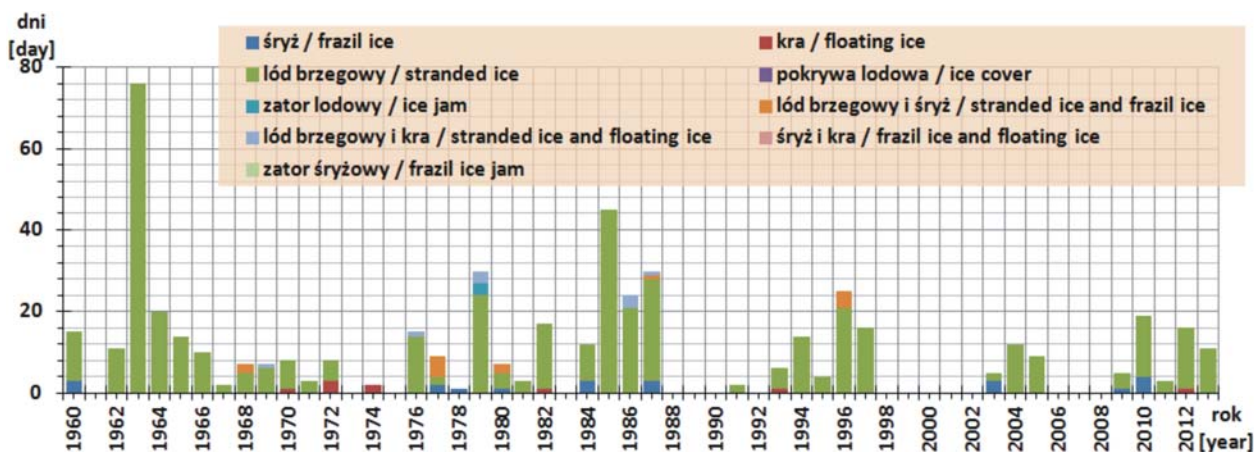 dni
[day]
śryż / frazil ice
kra / floating ice
lód brzegowy / stranded ice
pokrywa lodowa / ice cover
zator lodowy / ice jam
lód brzegowy i śryż / stranded ice and frazil ice
lód brzegowy i kra / stranded ice and floating ice
śryż i kra / frazil ice and floating ice
zator śryżowy / frazil ice jam
80
60
40
20
0
1960 1962 1964 1966 1968 1970 1972 1974 1976 1978 1980 1982 1984 1986 1988 1990 1992 1994 1996 1998 2000 2002 2004 2006 2008 2010 2012
rok
[year]